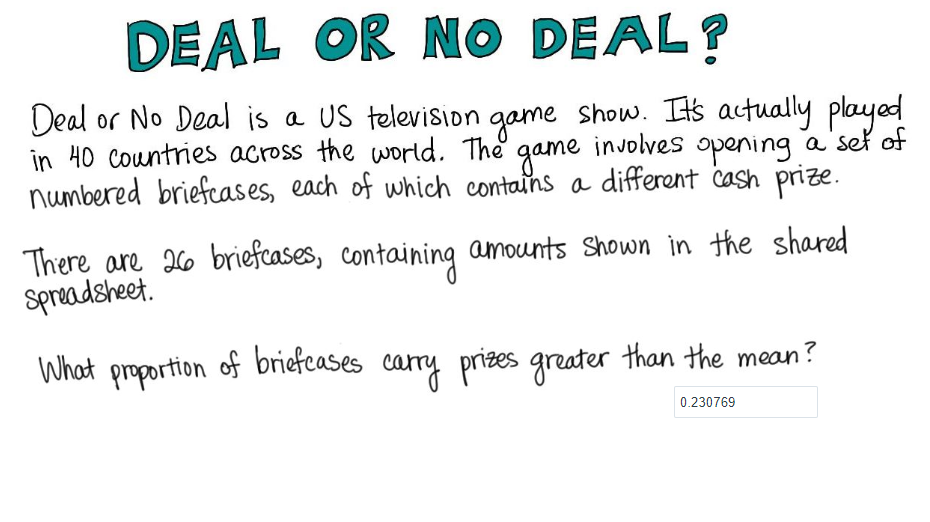 DEAL OR NO DEAL?
Deal or No Deal is a US television game show. It's actually played
in 40 countries across the world. The game involves opening a set of
numbered briefcases, each of which contains a different cash prize.
There are 26 briefcases, containing amounts shown in the shared
spreadsheet.
What proportion of briefcases carry prizes greater than the mean?
0.230769